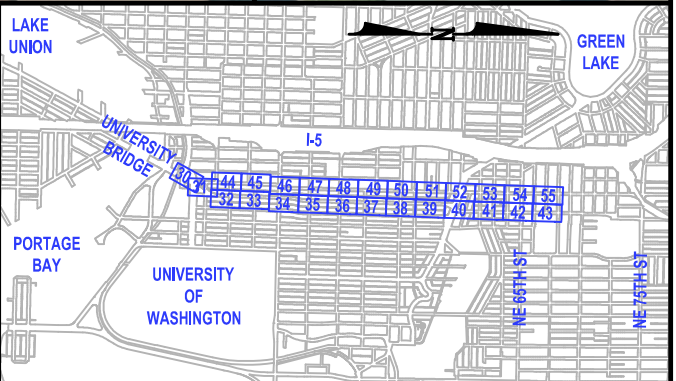 LAKE
UNION
N
GREEN
LAKE
I-5
UNIVERSITY
BRIDGE
30
44 45 46 47 48 49 50 51 52 53 54 55
32 33 34 35 36 37 38 39 40 41 42 43
PORTAGE
BAY
UNIVERSITY
OF
WASHINGTON
NE 65TH ST
NE 75TH ST